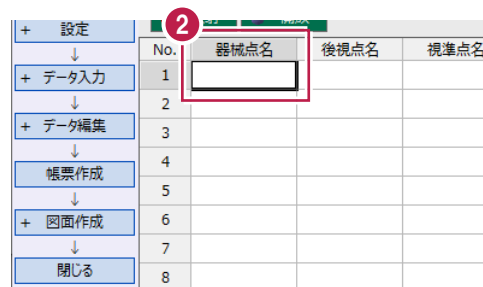 + 設定
↓
+ データ入力
↓
+ データ編集
↓
帳票作成
↓
+ 図面作成
↓
閉じる
2
No. 器械点名 後視点名 視準点名
1
2
3
4
5
6
7
8